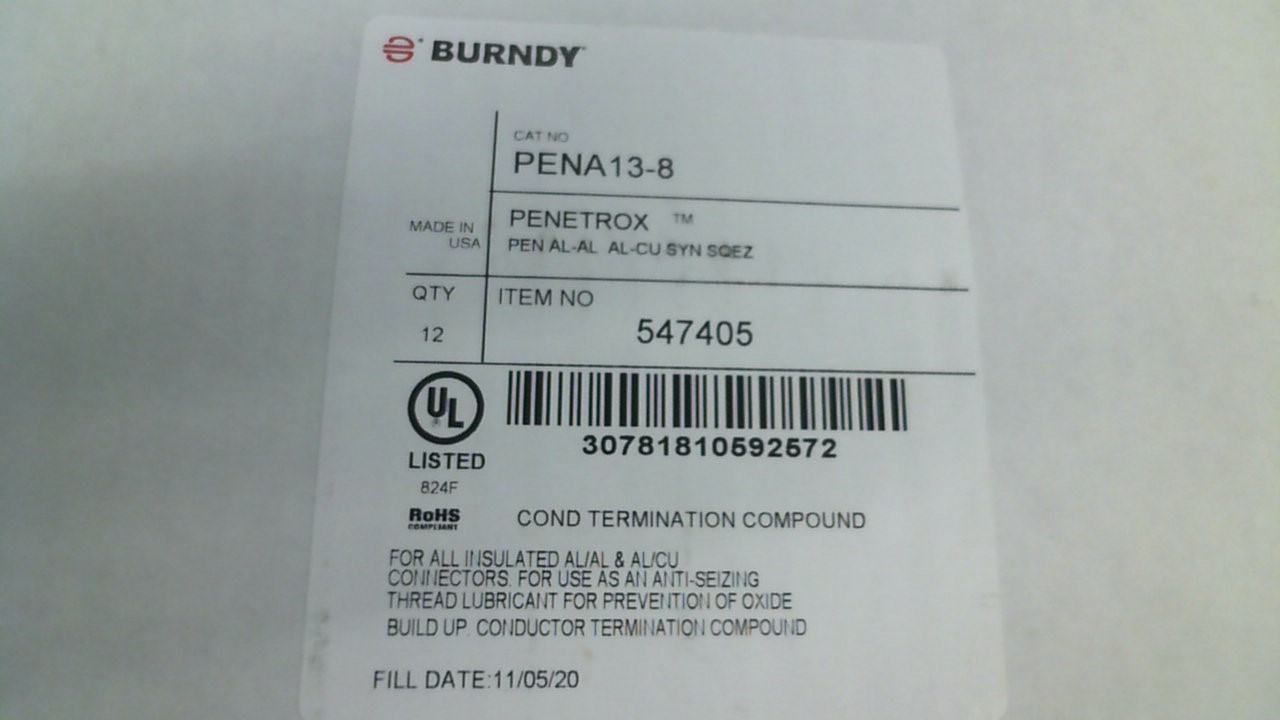 BURNDY
CAT NO
PENA13-8
MADE IN
USA
PENETROX ™
PEN AL-AL AL-CU SYN SQEZ
QTY
12
ITEM NO
547405
UL
LISTED
824F
RoHS
COMPLIANT
30781810592572
COND TERMINATION COMPOUND
FOR ALL INSULATED AL/AL & AL/CU
CONNECTORS. FOR USE AS AN ANTI-SEIZING
THREAD LUBRICANT FOR PREVENTION OF OXIDE
BUILD UP. CONDUCTOR TERMINATION COMPOUND
FILL DATE:11/05/20